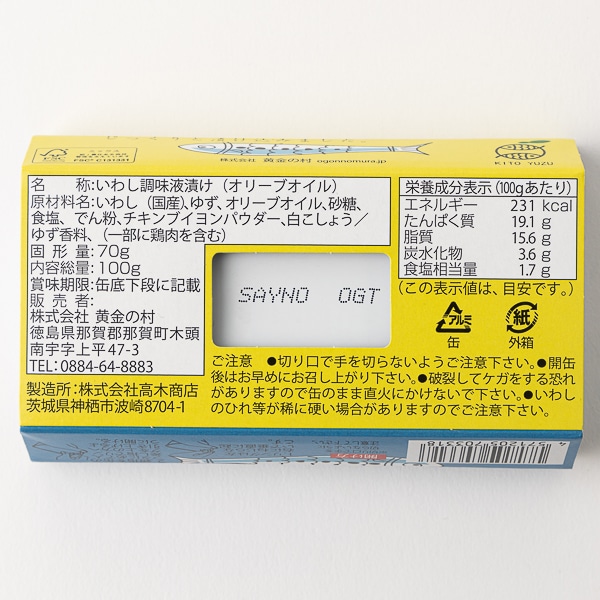 FSC® C131331
株式会社 黄金の村 ogonnomura.jp
KITO YUZU
名 称:いわし調味液漬け(オリーブオイル)
原材料名:いわし(国産)、ゆず、オリーブオイル、砂糖、
食塩、でん粉、チキンブイヨンパウダー、白こしょう/
ゆず香料、(一部に鶏肉を含む)
固形量:70g
内容総量:100g
賞味期限:缶底下段に記載
販売者:
株式会社 黄金の村
徳島県那賀郡那賀町木頭
南宇字上平47-3
TEL:0884-64-8883
製造所:株式会社高木商店
茨城県神栖市波崎8704-1
SAYNO OGT
栄養成分表示(100gあたり)
エネルギー 231 kcal
たんぱく質 19.1 g
脂質 15.6 g
炭水化物 3.6 g
食塩相当量 1.7 g
(この表示値は、目安です。)
アルミ
缶
紙
外箱
ご注意 ●切り口で手を切らないようご注意下さい。●開缶
後はお早めにお召し上がり下さい。●破裂してケガをする恐れ
がありますので缶のまま直火にかけないで下さい。●いわし
のひれ等が稀に硬い場合がありますのでご注意下さい。
開け方